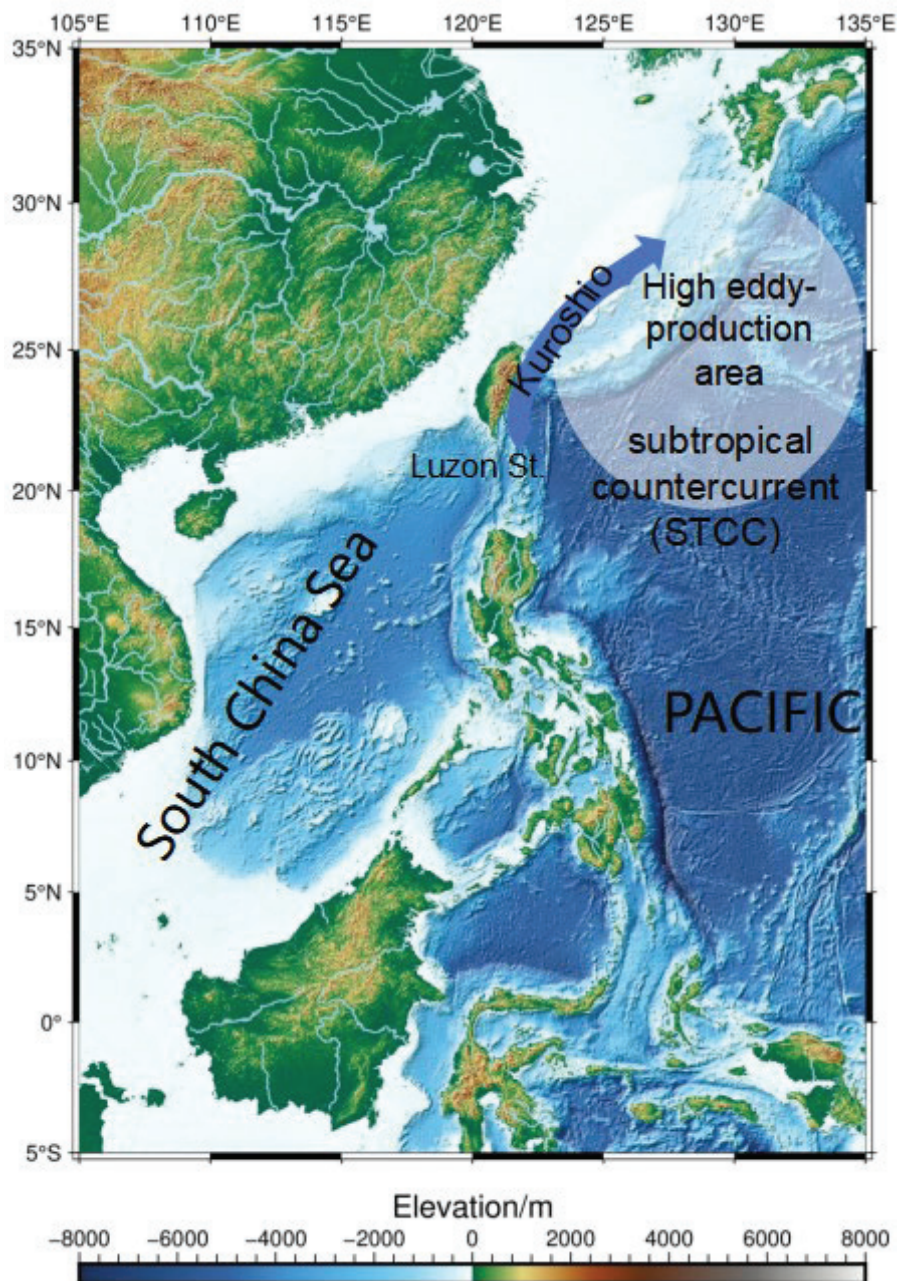 105°E 110°E 115°E 120°E 125°E 130°E 135°E
35°N
30°N
25°N
20°N
15°N
10°N
5°N
0°
5°S
Kuroshio
High eddy-
production
area
subtropical
countercurrent
(STCC)
Luzon St.
South China Sea
PACIFIC
Elevation/m
−8000 −6000 −4000 −2000 0 2000 4000 6000 8000